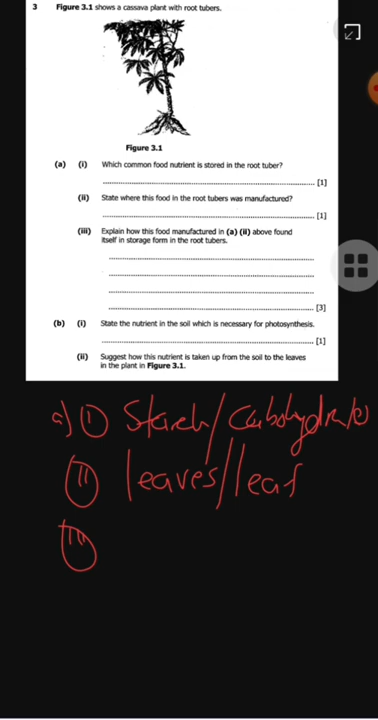 3 Figure 3.1 shows a cassava plant with root tubers.
Figure 3.1
(a) (i) Which common food nutrient is stored in the root tuber?
[1]
(ii) State where this food in the root tubers was manufactured?
[1]
(iii) Explain how this food manufactured in (a) (ii) above found
itself in storage form in the root tubers.
[3]
(b) (i) State the nutrient in the soil which is necessary for photosynthesis.
[1]
(ii) Suggest how this nutrient is taken up from the soil to the leaves
in the plant in Figure 3.1.
a) (i) Starch/Carbohydrates
(ii) leaves/leaf
(iii)